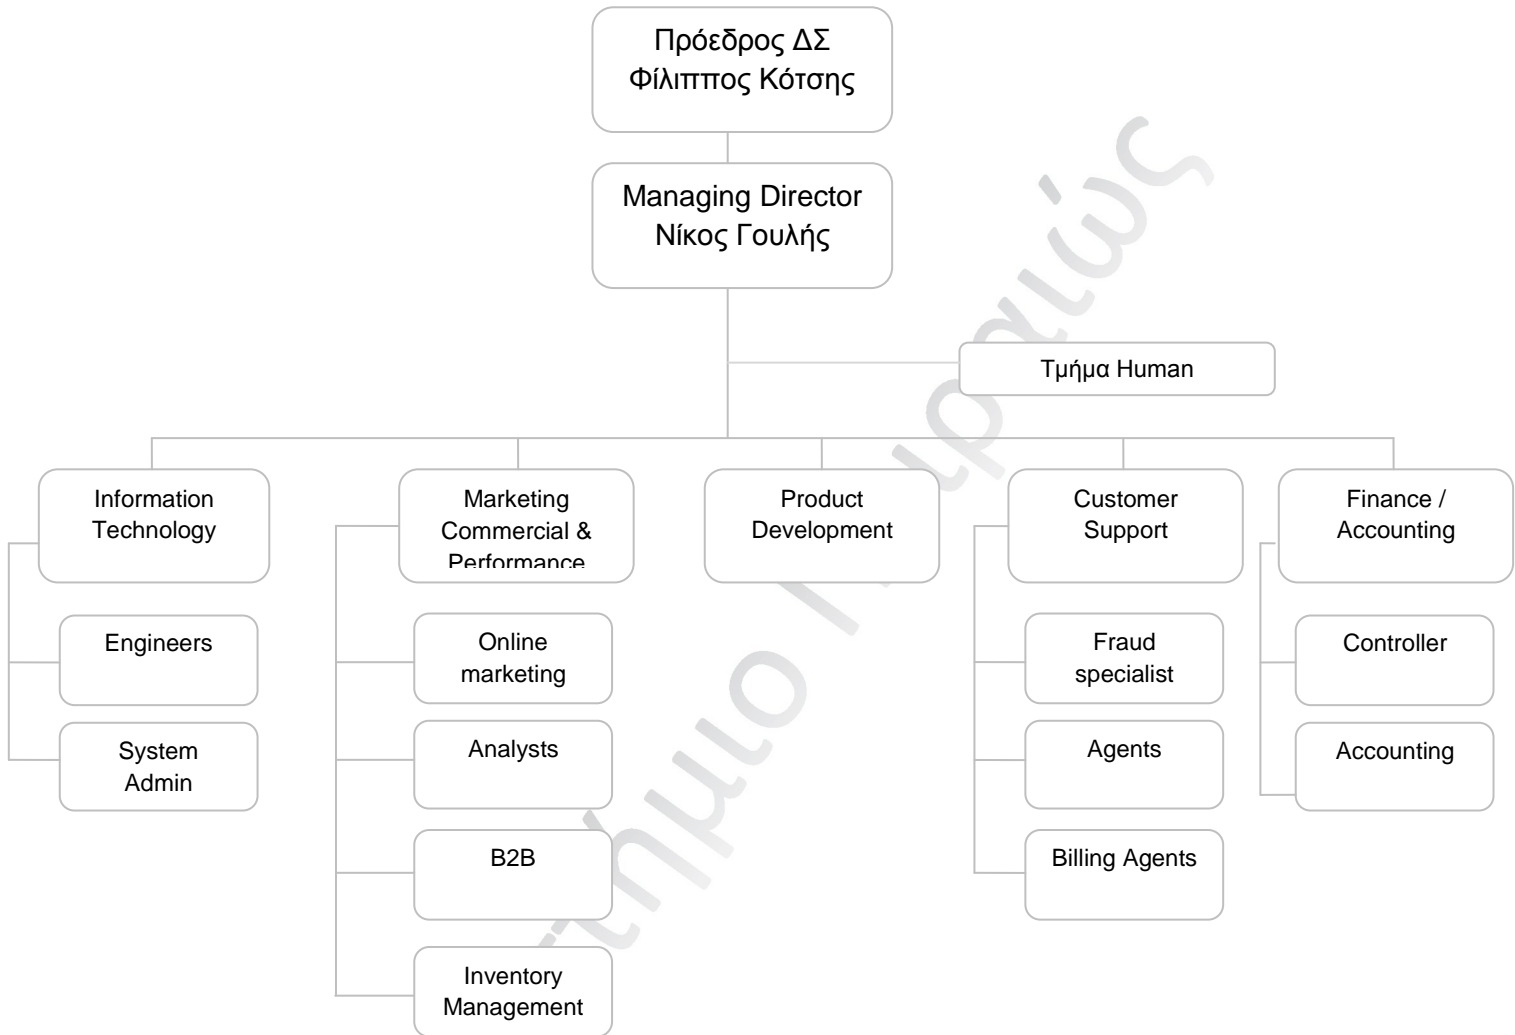 Πρόεδρος ΔΣ
Φίλιππος Κότσης
Managing Director
Νίκος Γουλής
Τμήμα Human
Information
Technology
Engineers
System
Admin
Marketing
Commercial &
Performance
Online
marketing
Analysts
B2B
Inventory
Management
Product
Development
Customer
Support
Fraud
specialist
Agents
Billing Agents
Finance /
Accounting
Controller
Accounting